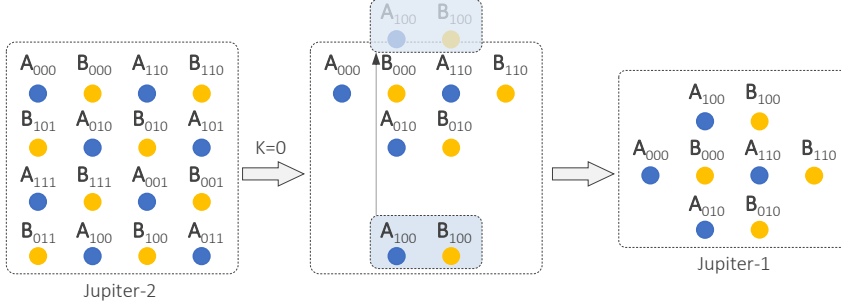 A000 B000 A110 B110
B101 A010 B010 A101
A111 B111 A001 B001
B011 A100 B100 A011
Jupiter-2
K=0
A100 B100
A000 B000 A110 B110
A010 B010
A100 B100
A100 B100
A000 B000 A110 B110
A010 B010
Jupiter-1